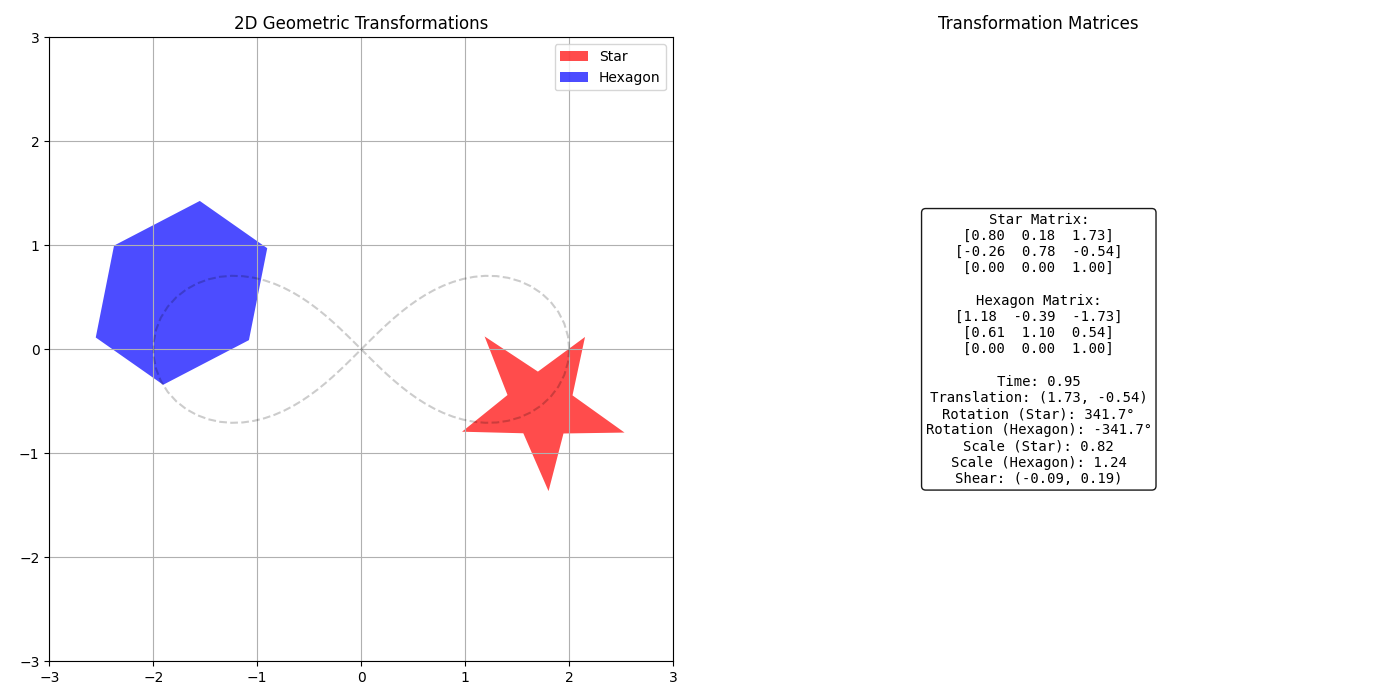 2D Geometric Transformations
3
2
1
0
−1
−2
−3
−3
−2
−1
0
1
2
3
Star
Hexagon
Transformation Matrices
Star Matrix:
[0.80  0.18  1.73]
[-0.26  0.78  -0.54]
[0.00  0.00  1.00]
Hexagon Matrix:
[1.18  -0.39  -1.73]
[0.61  1.10  0.54]
[0.00  0.00  1.00]
Time: 0.95
Translation: (1.73, -0.54)
Rotation (Star): 341.7°
Rotation (Hexagon): -341.7°
Scale (Star): 0.82
Scale (Hexagon): 1.24
Shear: (-0.09, 0.19)